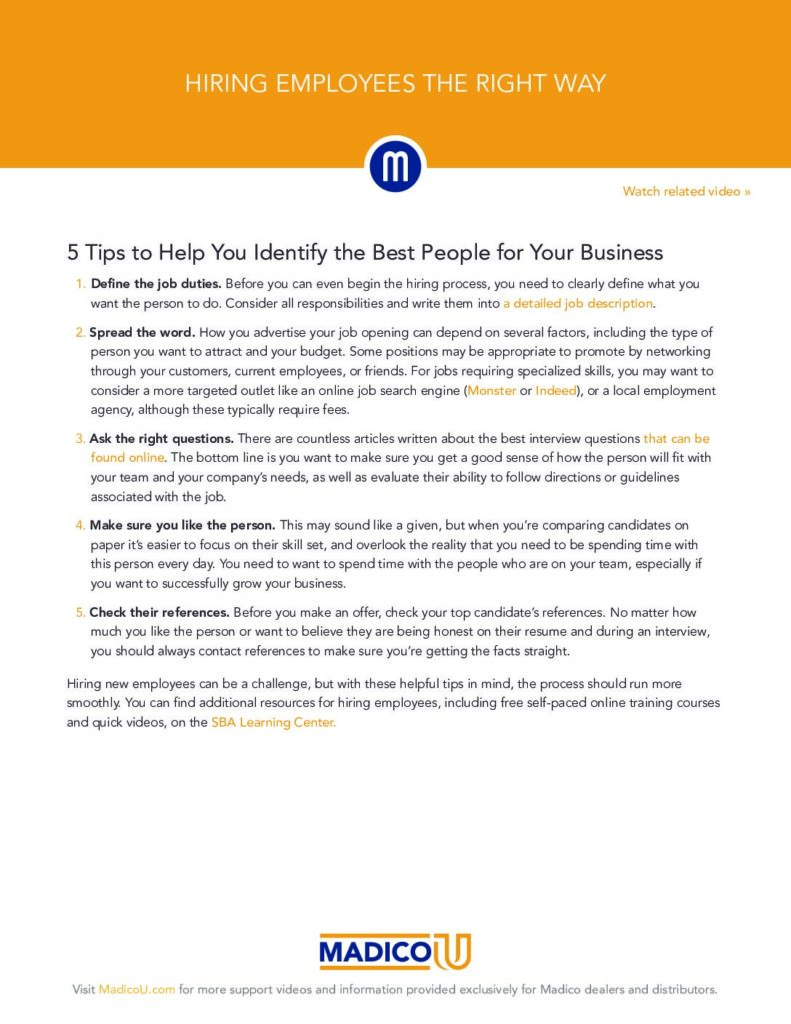 HIRING EMPLOYEES THE RIGHT WAY
m
Watch related video »
5 Tips to Help You Identify the Best People for Your Business
1. Define the job duties. Before you can even begin the hiring process, you need to clearly define what you
want the person to do. Consider all responsibilities and write them into a detailed job description.
2. Spread the word. How you advertise your job opening can depend on several factors, including the type of
person you want to attract and your budget. Some positions may be appropriate to promote by networking
through your customers, current employees, or friends. For jobs requiring specialized skills, you may want to
consider a more targeted outlet like an online job search engine (Monster or Indeed), or a local employment
agency, although these typically require fees.
3. Ask the right questions. There are countless articles written about the best interview questions that can be
found online. The bottom line is you want to make sure you get a good sense of how the person will fit with
your team and your company's needs, as well as evaluate their ability to follow directions or guidelines
associated with the job.
4. Make sure you like the person. This may sound like a given, but when you're comparing candidates on
paper it's easier to focus on their skill set, and overlook the reality that you need to be spending time with
this person every day. You need to want to spend time with the people who are on your team, especially if
you want to successfully grow your business.
5. Check their references. Before you make an offer, check your top candidate's references. No matter how
much you like the person or want to believe they are being honest on their resume and during an interview,
you should always contact references to make sure you're getting the facts straight.
Hiring new employees can be a challenge, but with these helpful tips in mind, the process should run more
smoothly. You can find additional resources for hiring employees, including free self-paced online training courses
and quick videos, on the SBA Learning Center.
MADICO U
Visit MadicoU.com for more support videos and information provided exclusively for Madico dealers and distributors.